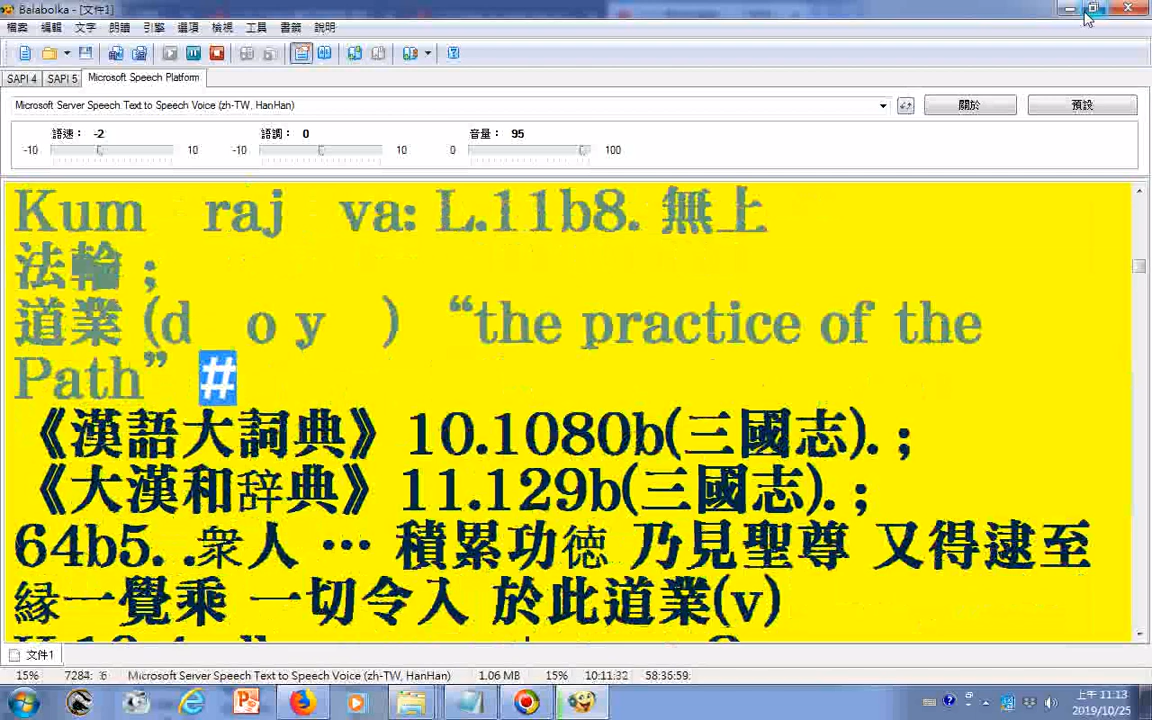 Balabolka - [文件1]
檔案 編輯 文字 朗讀 引擎 選項 檢視 工具 書籤 說明
SAPI 4 SAPI 5 Microsoft Speech Platform
Microsoft Server Speech Text to Speech Voice (zh-TW, HanHan) 關於 預設
語速： -2 語調： 0 音量： 95
-10 10 -10 10 0 100
Kum raj va: L.11b8. 無上
法輪 ;
道業 (d o y ) “the practice of the
Path” #
《漢語大詞典》 10.1080b(三國志). ;
《大漢和辞典》 11.129b(三國志). ;
64b5. .衆人 … 積累功徳 乃見聖尊 又得逮至
縁一覺乘 一切令入 於此道業(v)
文件1
15% Microsoft Server Speech Text to Speech Voice (zh-TW, HanHan) 1.06 MB 15% 10:11:32 58:36:59
上午 11:13
2019/10/25